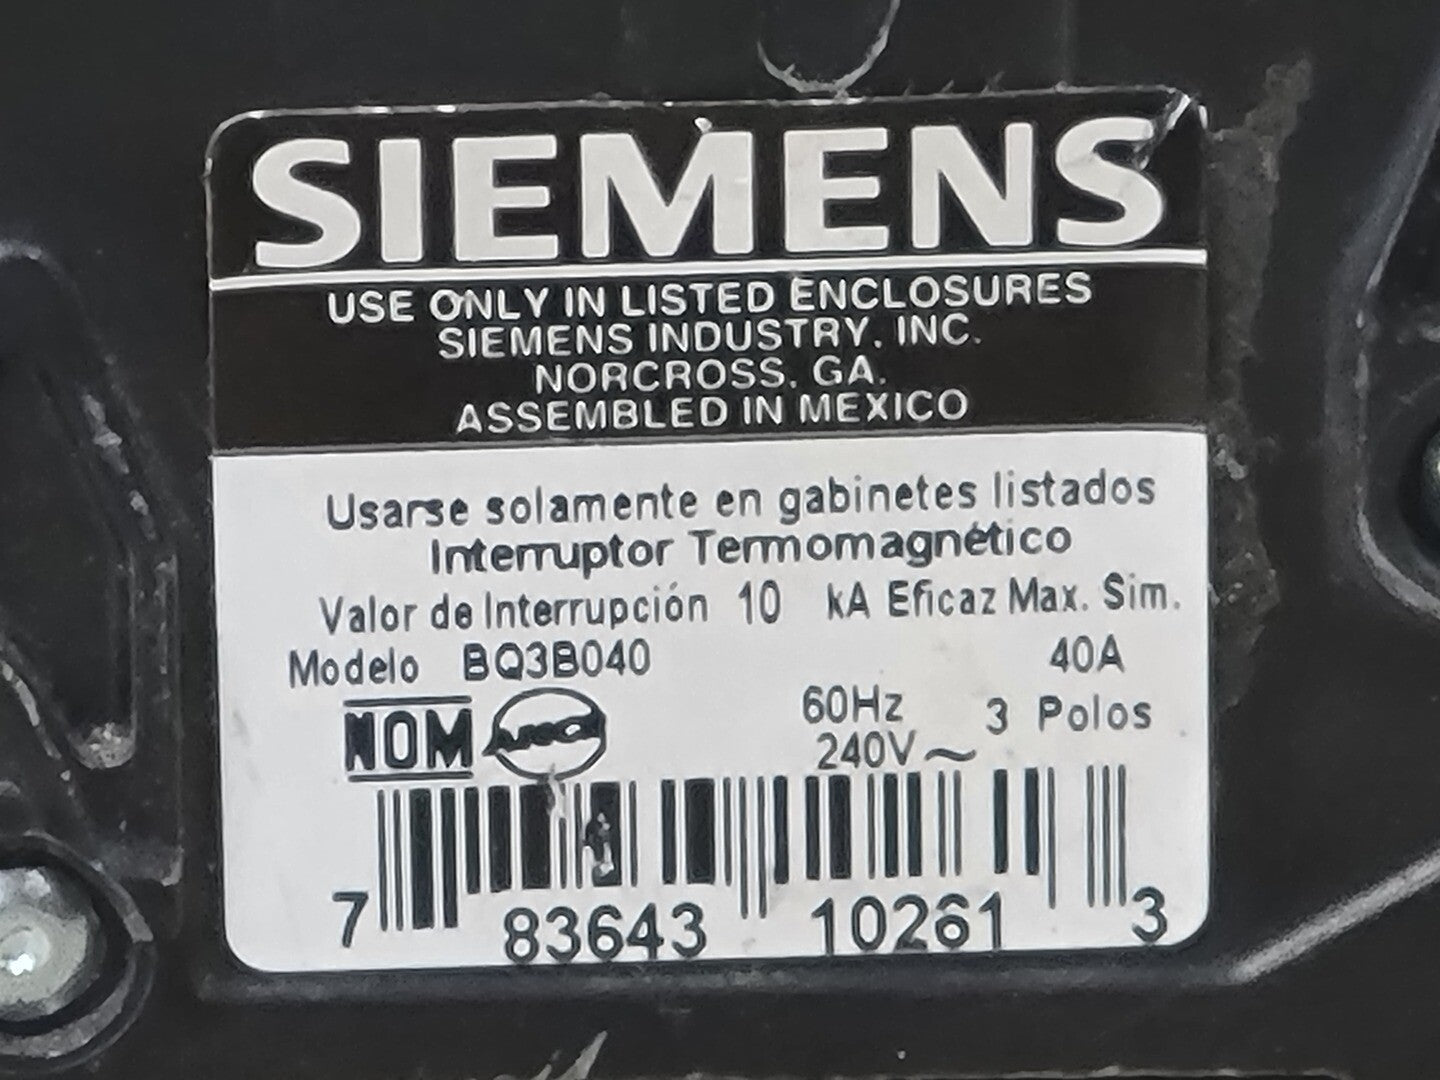 SIEMENS
USE ONLY IN LISTED ENCLOSURES
SIEMENS INDUSTRY, INC.
NORCROSS, GA.
ASSEMBLED IN MEXICO
Usarse solamente en gabinetes listados
Interruptor Termomagnético
Valor de Interrupción 10 kA Eficaz Max. Sim.
Modelo BQ3B040 40A
NOM 60Hz 3 Polos
240V~
7 83643 10261 3